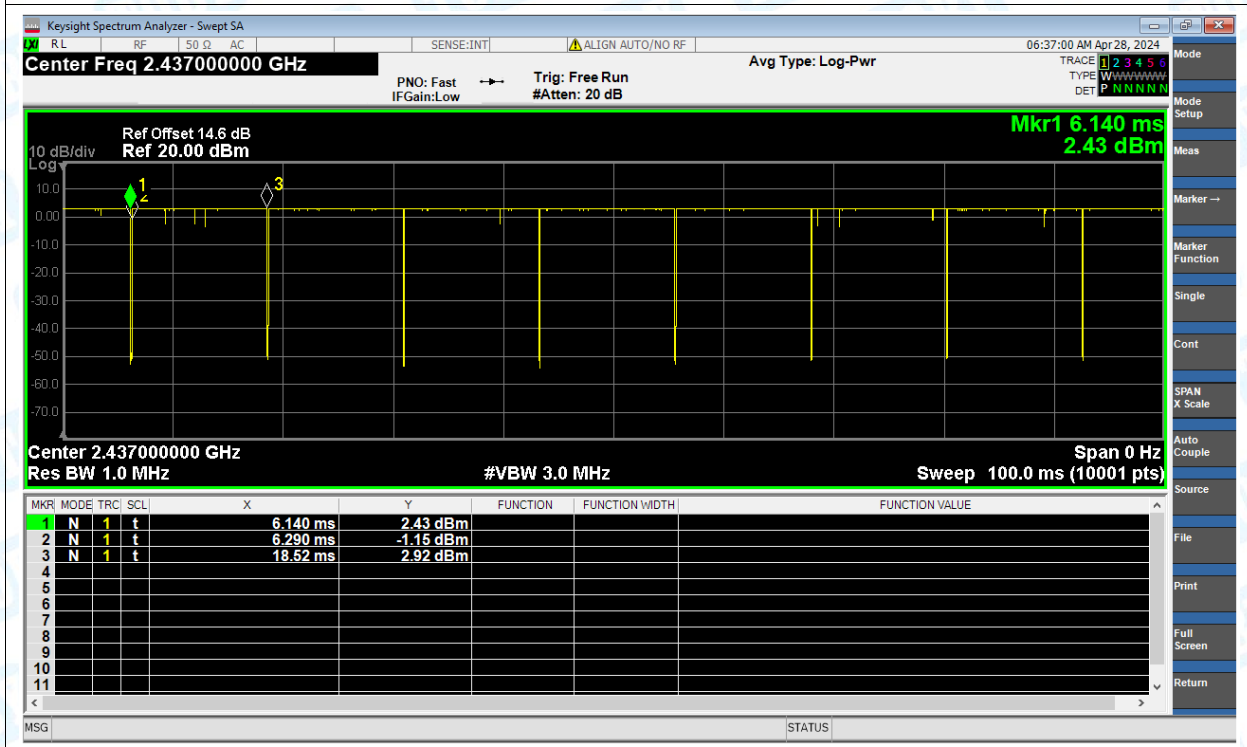 Keysight Spectrum Analyzer - Swept SA
LXI RL RF 50 Ω AC SENSE:INT ALIGN AUTO/NO RF 06:37:00 AM Apr 28, 2024
Center Freq 2.437000000 GHz
PNO: Fast
IFGain:Low
Trig: Free Run
#Atten: 20 dB
Avg Type: Log-Pwr
TRACE 1 2 3 4 5 6
TYPE WWWWWW
DET P N N N N N
Mkr1 6.140 ms
2.43 dBm
Ref Offset 14.6 dB
10 dB/div Ref 20.00 dBm
Log
10.0
0.00
-10.0
-20.0
-30.0
-40.0
-50.0
-60.0
-70.0
1
2
3
Center 2.437000000 GHz Span 0 Hz
Res BW 1.0 MHz #VBW 3.0 MHz Sweep 100.0 ms (10001 pts)
MKR MODE TRC SCL X Y FUNCTION FUNCTION WIDTH FUNCTION VALUE
1 N 1 t 6.140 ms 2.43 dBm
2 N 1 t 6.290 ms -1.15 dBm
3 N 1 t 18.52 ms 2.92 dBm
4
5
6
7
8
9
10
11
MSG STATUS
Mode
Mode
Setup
Meas
Marker →
Marker
Function
Single
Cont
SPAN
X Scale
Auto
Couple
Source
File
Print
Full
Screen
Return